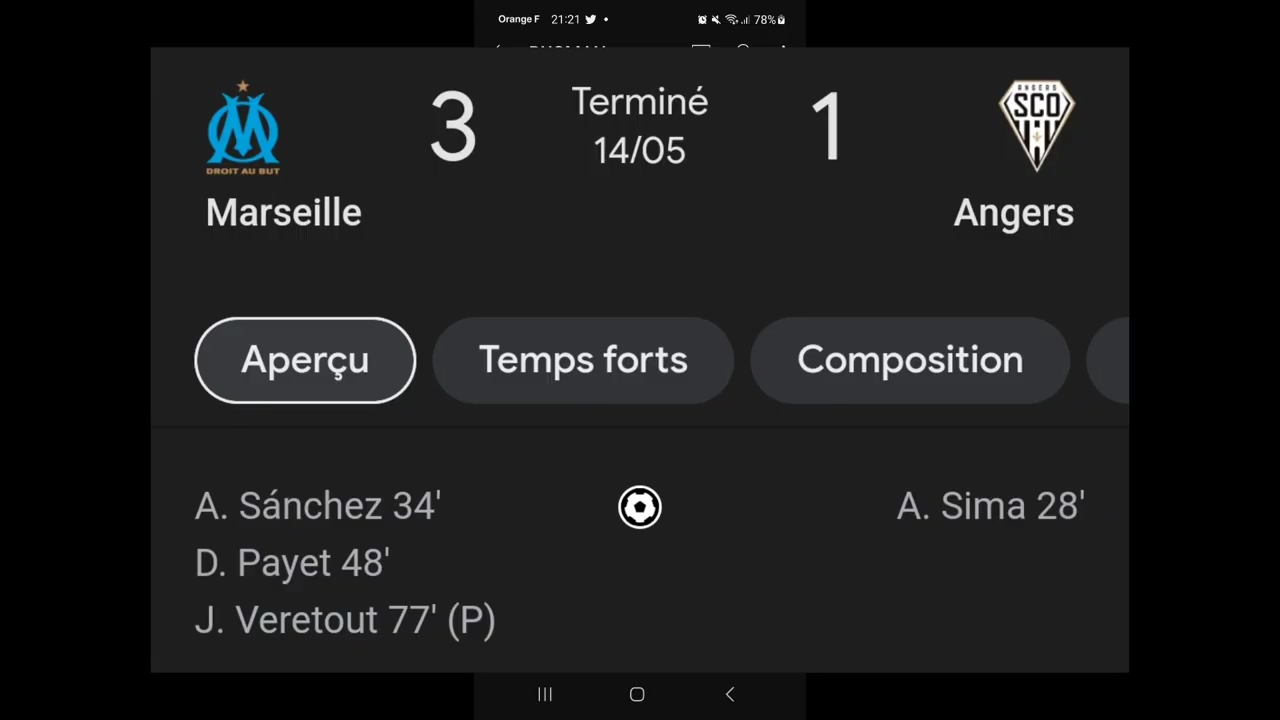 Orange F 21:21 78%
3 Terminé 1
14/05
DROIT AU BUT
ANGERS
SCO
Marseille Angers
Aperçu Temps forts Composition
A. Sánchez 34' A. Sima 28'
D. Payet 48'
J. Veretout 77' (P)